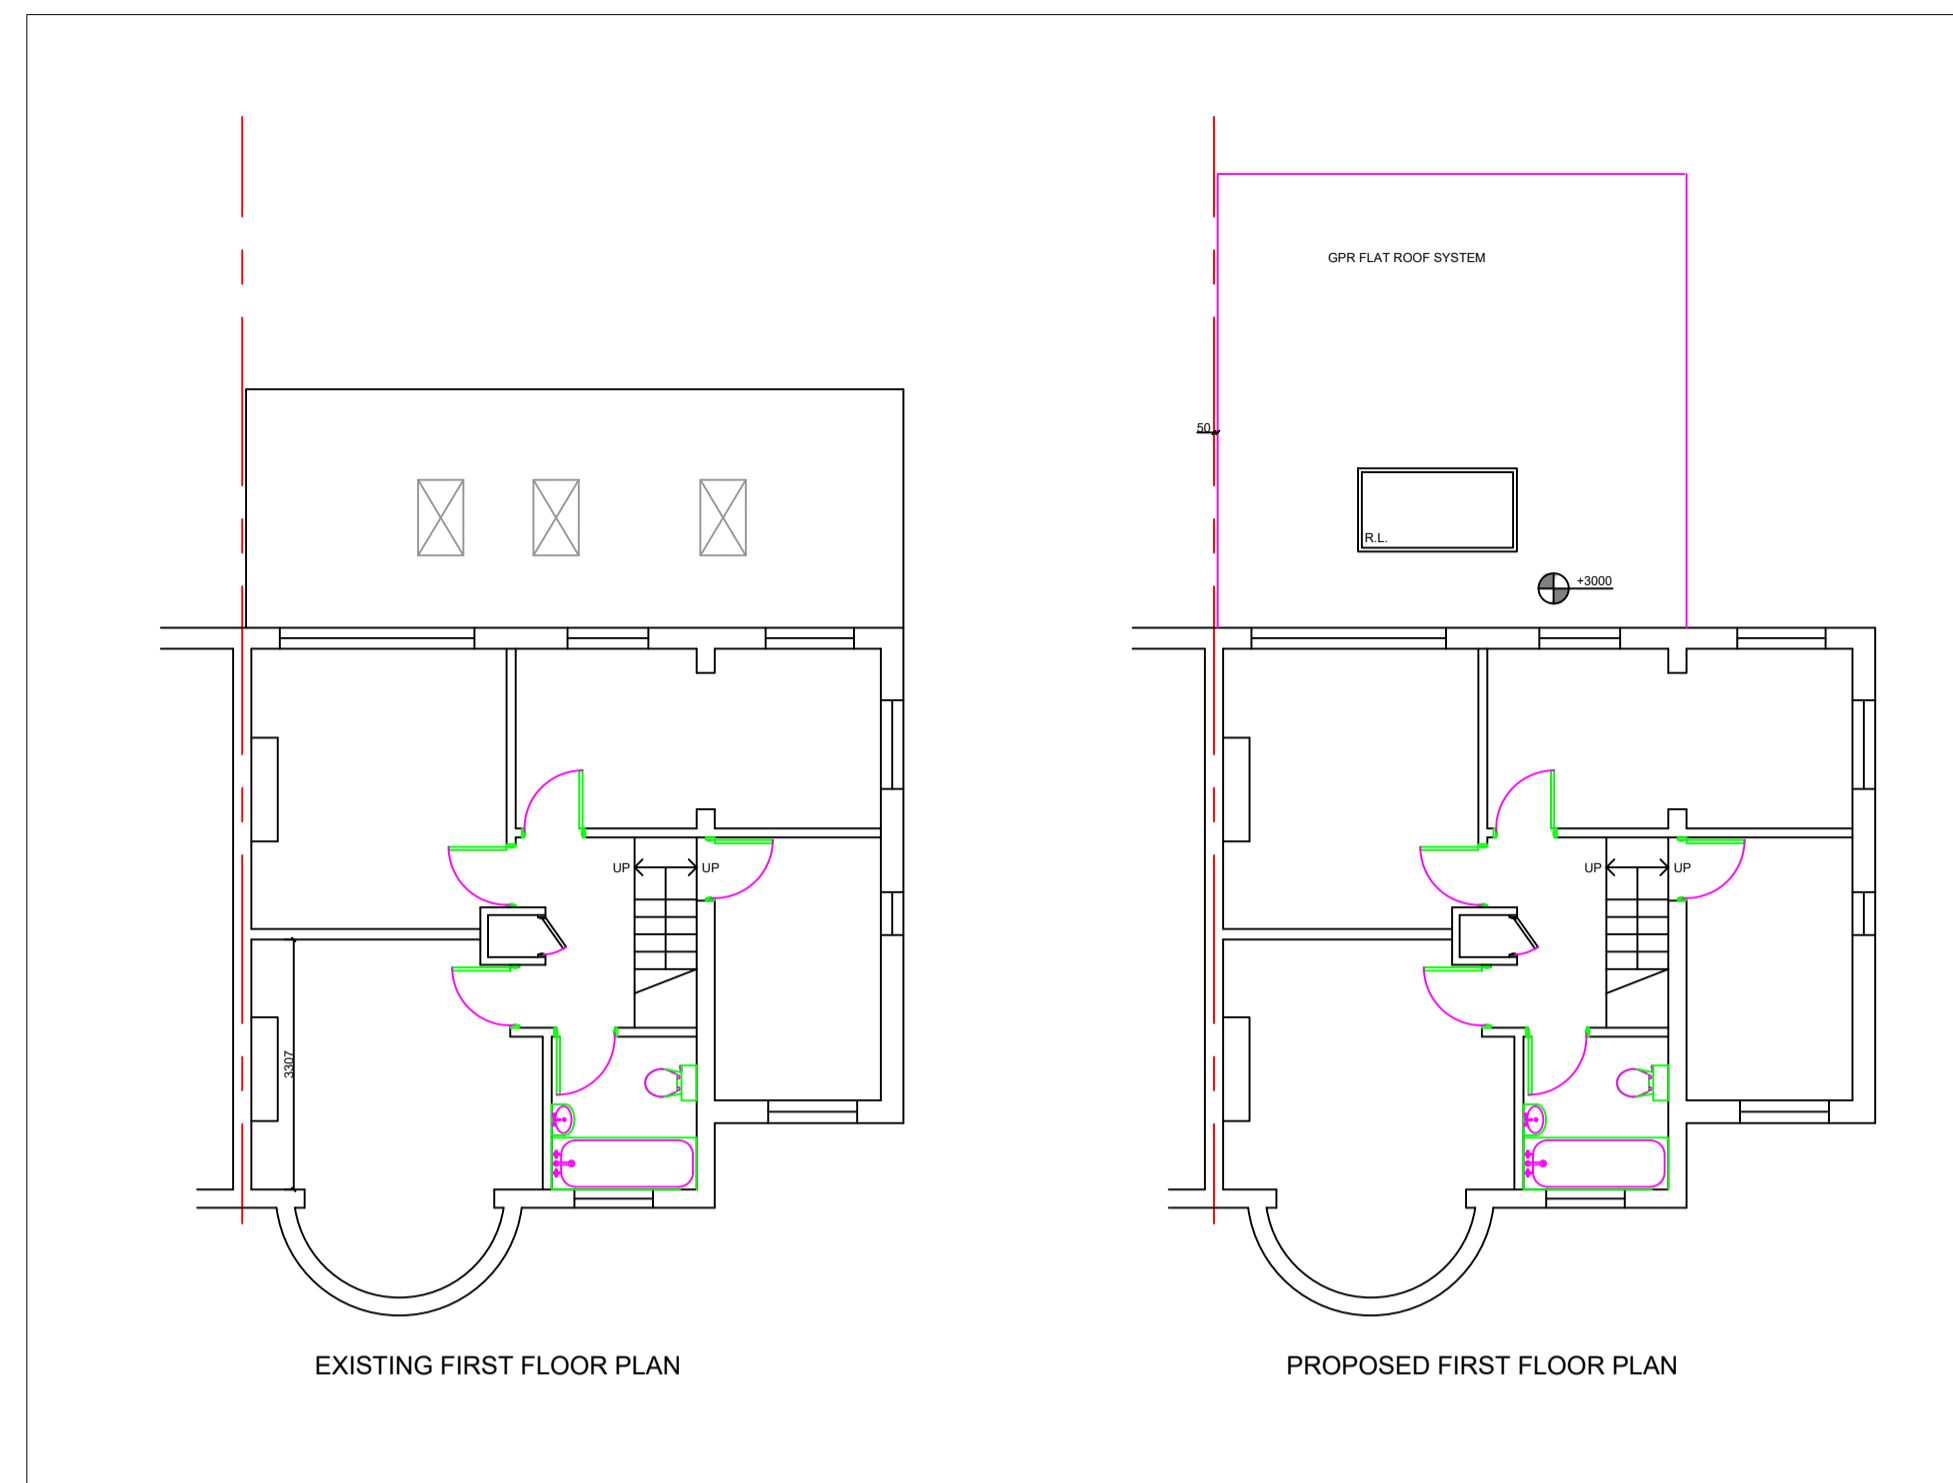 GPR FLAT ROOF SYSTEM
50
R.L.
+3000
UP UP
UP UP
3307
EXISTING FIRST FLOOR PLAN
PROPOSED FIRST FLOOR PLAN